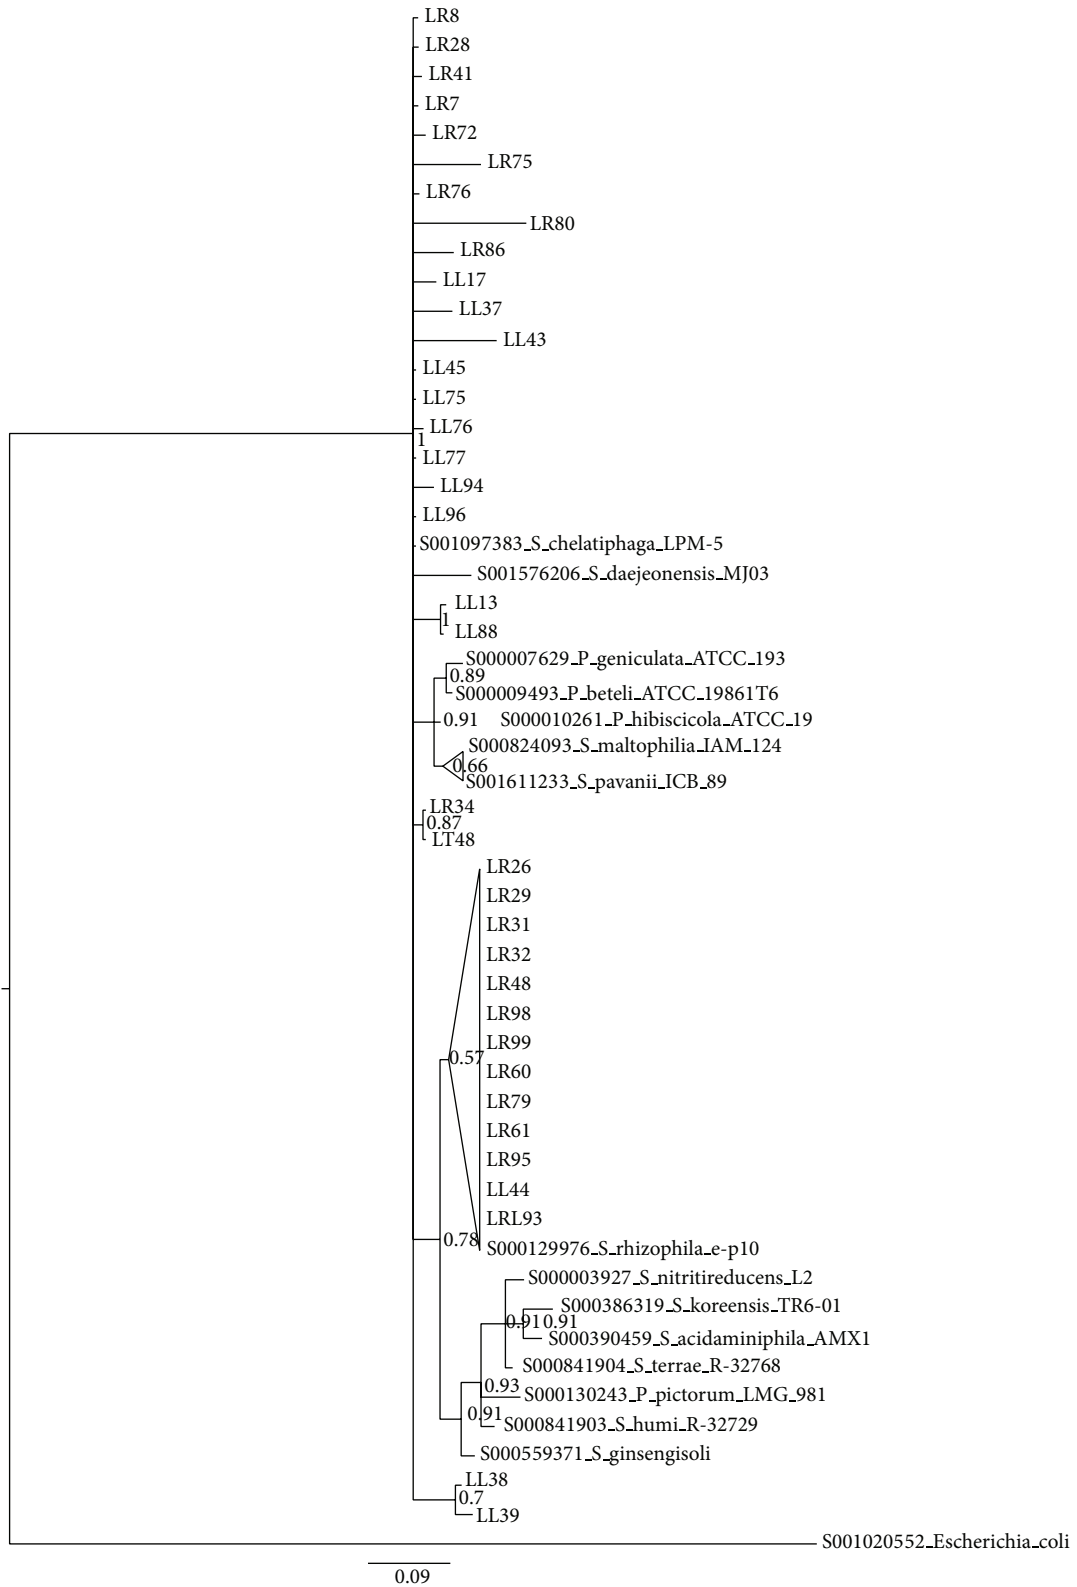 LR8
LR28
LR41
LR7
LR72
LR75
LR76
LR80
LR86
LL17
LL37
LL43
LL45
LL75
LL76
1
LL77
LL94
LL96
S001097383_S_chelatiphaga_LPM-5
S001576206_S_daejeonensis_MJ03
LL13
1
LL88
S000007629_P_geniculata_ATCC_193
0.89
S000009493_P_beteli_ATCC_19861T6
0.91 S000010261_P_hibiscicola_ATCC_19
S000824093_S_maltophilia_IAM_124
0.66
S001611233_S_pavanii_ICB_89
LR34
0.87
LT48
LR26
LR29
LR31
LR32
LR48
LR98
LR99
0.57
LR60
LR79
LR61
LR95
LL44
LRL93
0.78
S000129976_S_rhizophila_e-p10
S000003927_S_nitritireducens_L2
S000386319_S_koreensis_TR6-01
0.91 0.91
S000390459_S_acidaminiphila_AMX1
S000841904_S_terrae_R-32768
0.93
S000130243_P_pictorum_LMG_981
0.91
S000841903_S_humi_R-32729
S000559371_S_ginsengisoli
LL38
0.7
LL39
S001020552_Escherichia_coli
0.09